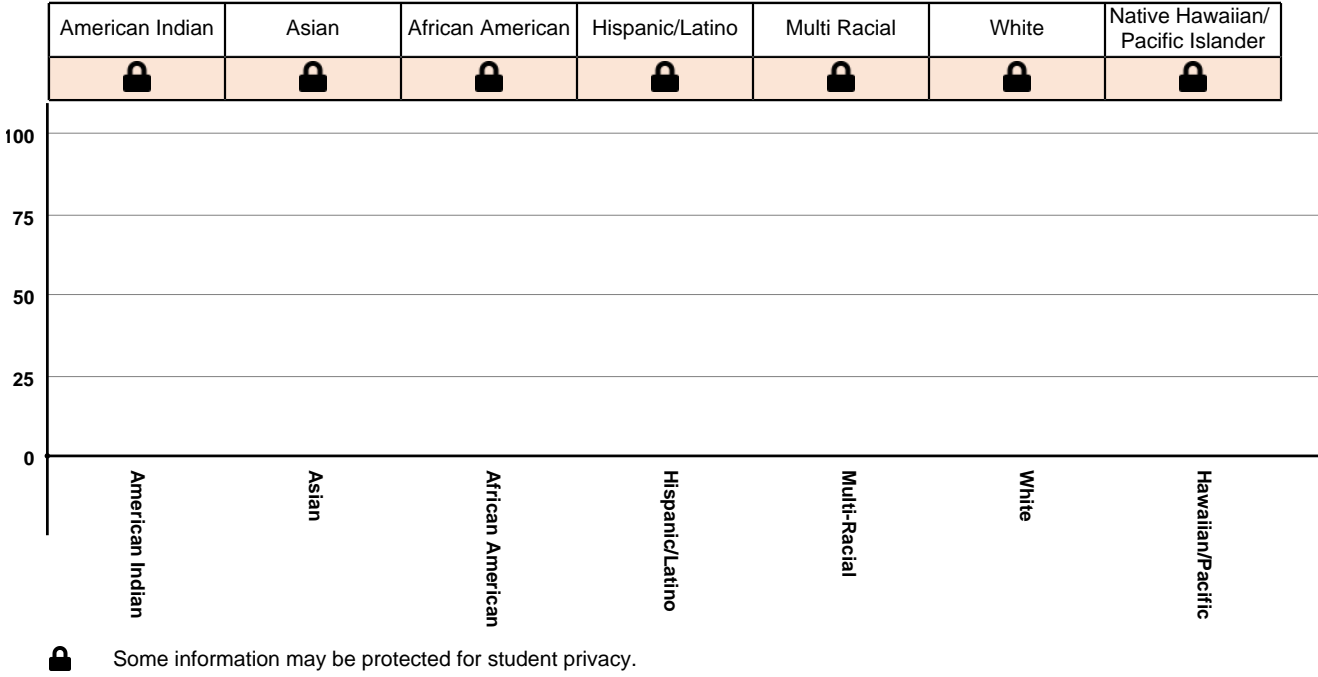 American Indian
Asian
African American
Hispanic/Latino
Multi Racial
White
Native Hawaiian/
Pacific Islander
100
75
50
25
0
American Indian
Asian
African American
Hispanic/Latino
Multi-Racial
White
Hawaiian/Pacific
Some information may be protected for student privacy.